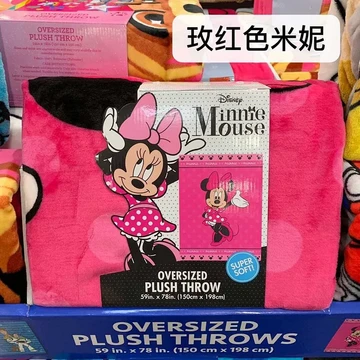 OVERSIZED
PLUSH THROW
玫红色米妮
Disney
Minnie
Mouse
SUPER
SOFT!
OVERSIZED
PLUSH THROW
59in. x 78in. (150cm x 198cm)
OVERSIZED
PLUSH THROWS
59 in. x 78 in. (150 cm x 198 cm)